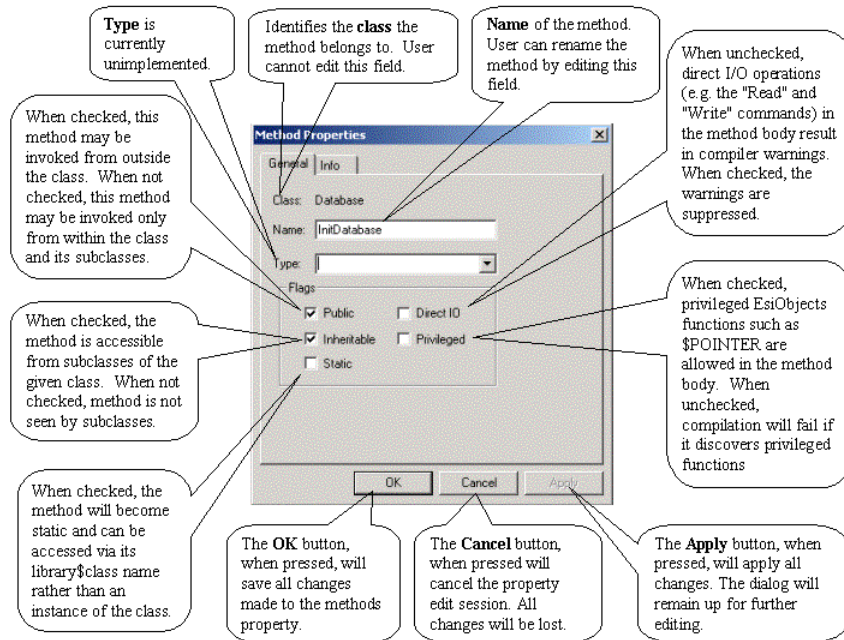 Type is
currently
unimplemented.
Identifies the class the
method belongs to. User
cannot edit this field.
Name of the method.
User can rename the
method by editing this
field.
When unchecked,
direct I/O operations
(e.g. the "Read" and
"Write" commands) in
the method body result
in compiler warnings.
When checked, the
warnings are
suppressed.
When checked, this
method may be
invoked from outside
the class. When not
checked, this method
may be invoked only
from within the class
and its subclasses.
Method Properties
General
Info
Class: Database
Name: InitDatabase
Type:
Flags
Public
Direct IO
Inheritable
Privileged
Static
When checked, the
method is accessible
from subclasses of the
given class. When not
checked, method is not
seen by subclasses.
When checked,
privileged EsiObjects
functions such as
$POINTER are
allowed in the method
body. When
unchecked,
compilation will fail if
it discovers privileged
functions
OK
Cancel
Apply
When checked, the
method will become
static and can be
accessed via its
library$class name
rather than an
instance of the class.
The OK button,
when pressed, will
save all changes
made to the methods
property.
The Cancel button,
when pressed will
cancel the property
edit session. All
changes will be lost.
The Apply button, when
pressed, will apply all
changes. The dialog will
remain up for further
editing.